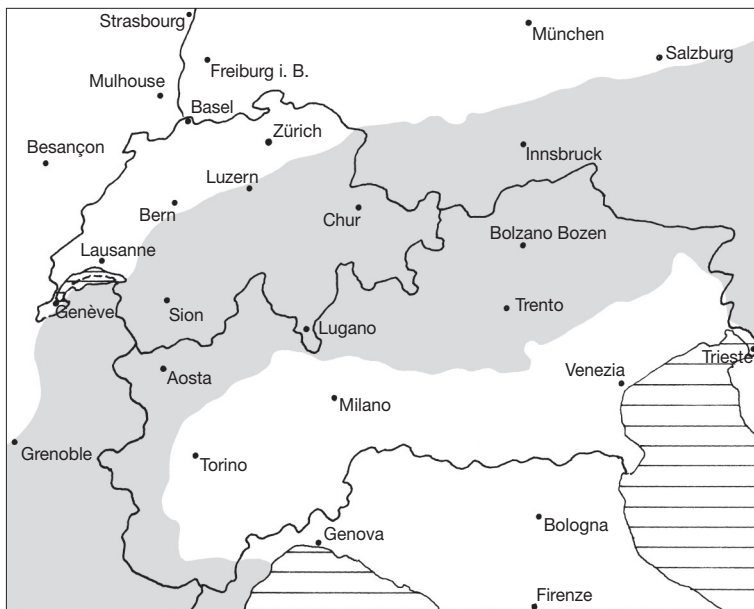 Strasbourg
München
Salzburg
Freiburg i. B.
Mulhouse
Basel
Zürich
Besançon
Innsbruck
Luzern
Bern
Chur
Bolzano Bozen
Lausanne
Genève
Sion
Trento
Lugano
Trieste
Aosta
Venezia
Milano
Grenoble
Torino
Bologna
Genova
Firenze